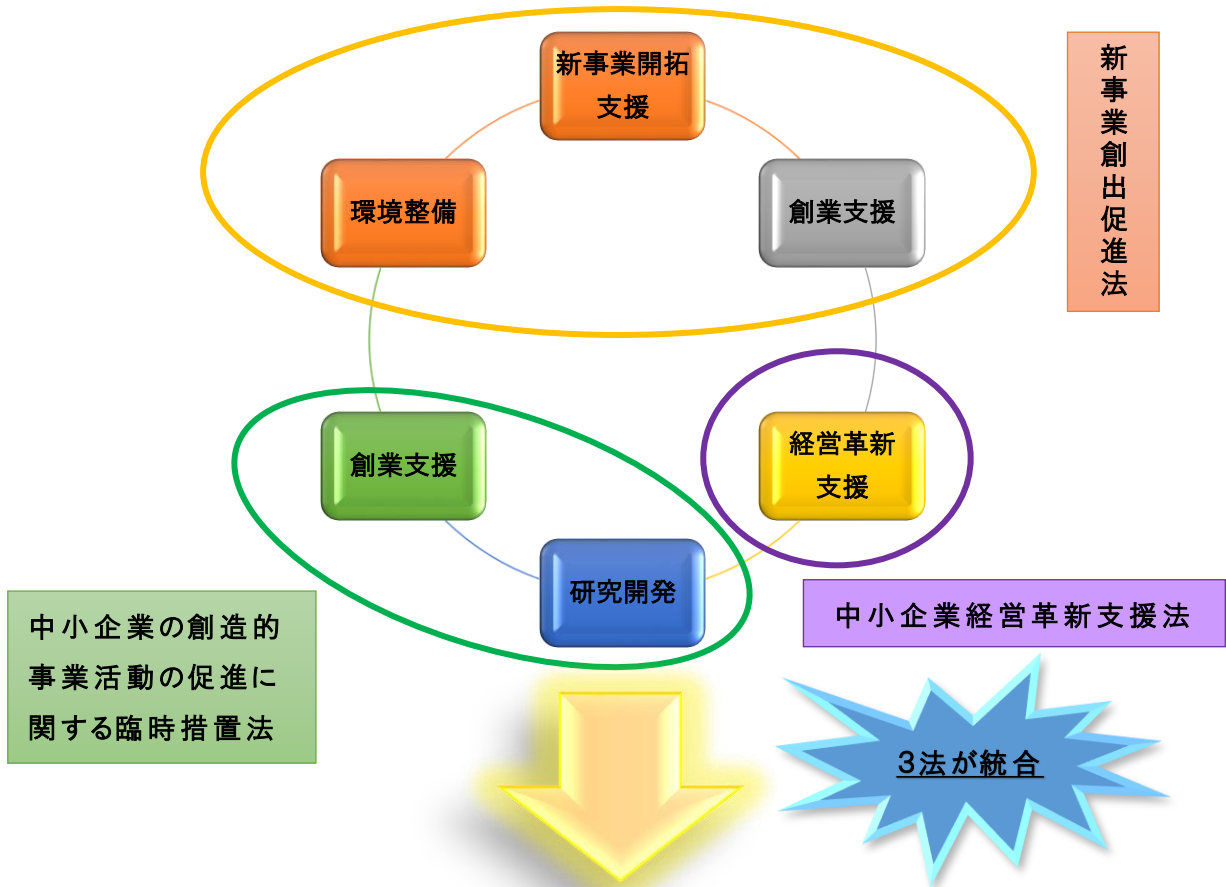 新事業開拓
支援
環境整備
創業支援
新事業創出促進法
創業支援
経営革新
支援
研究開発
中小企業の創造的
事業活動の促進に
関する臨時措置法
中小企業経営革新支援法
3法が統合